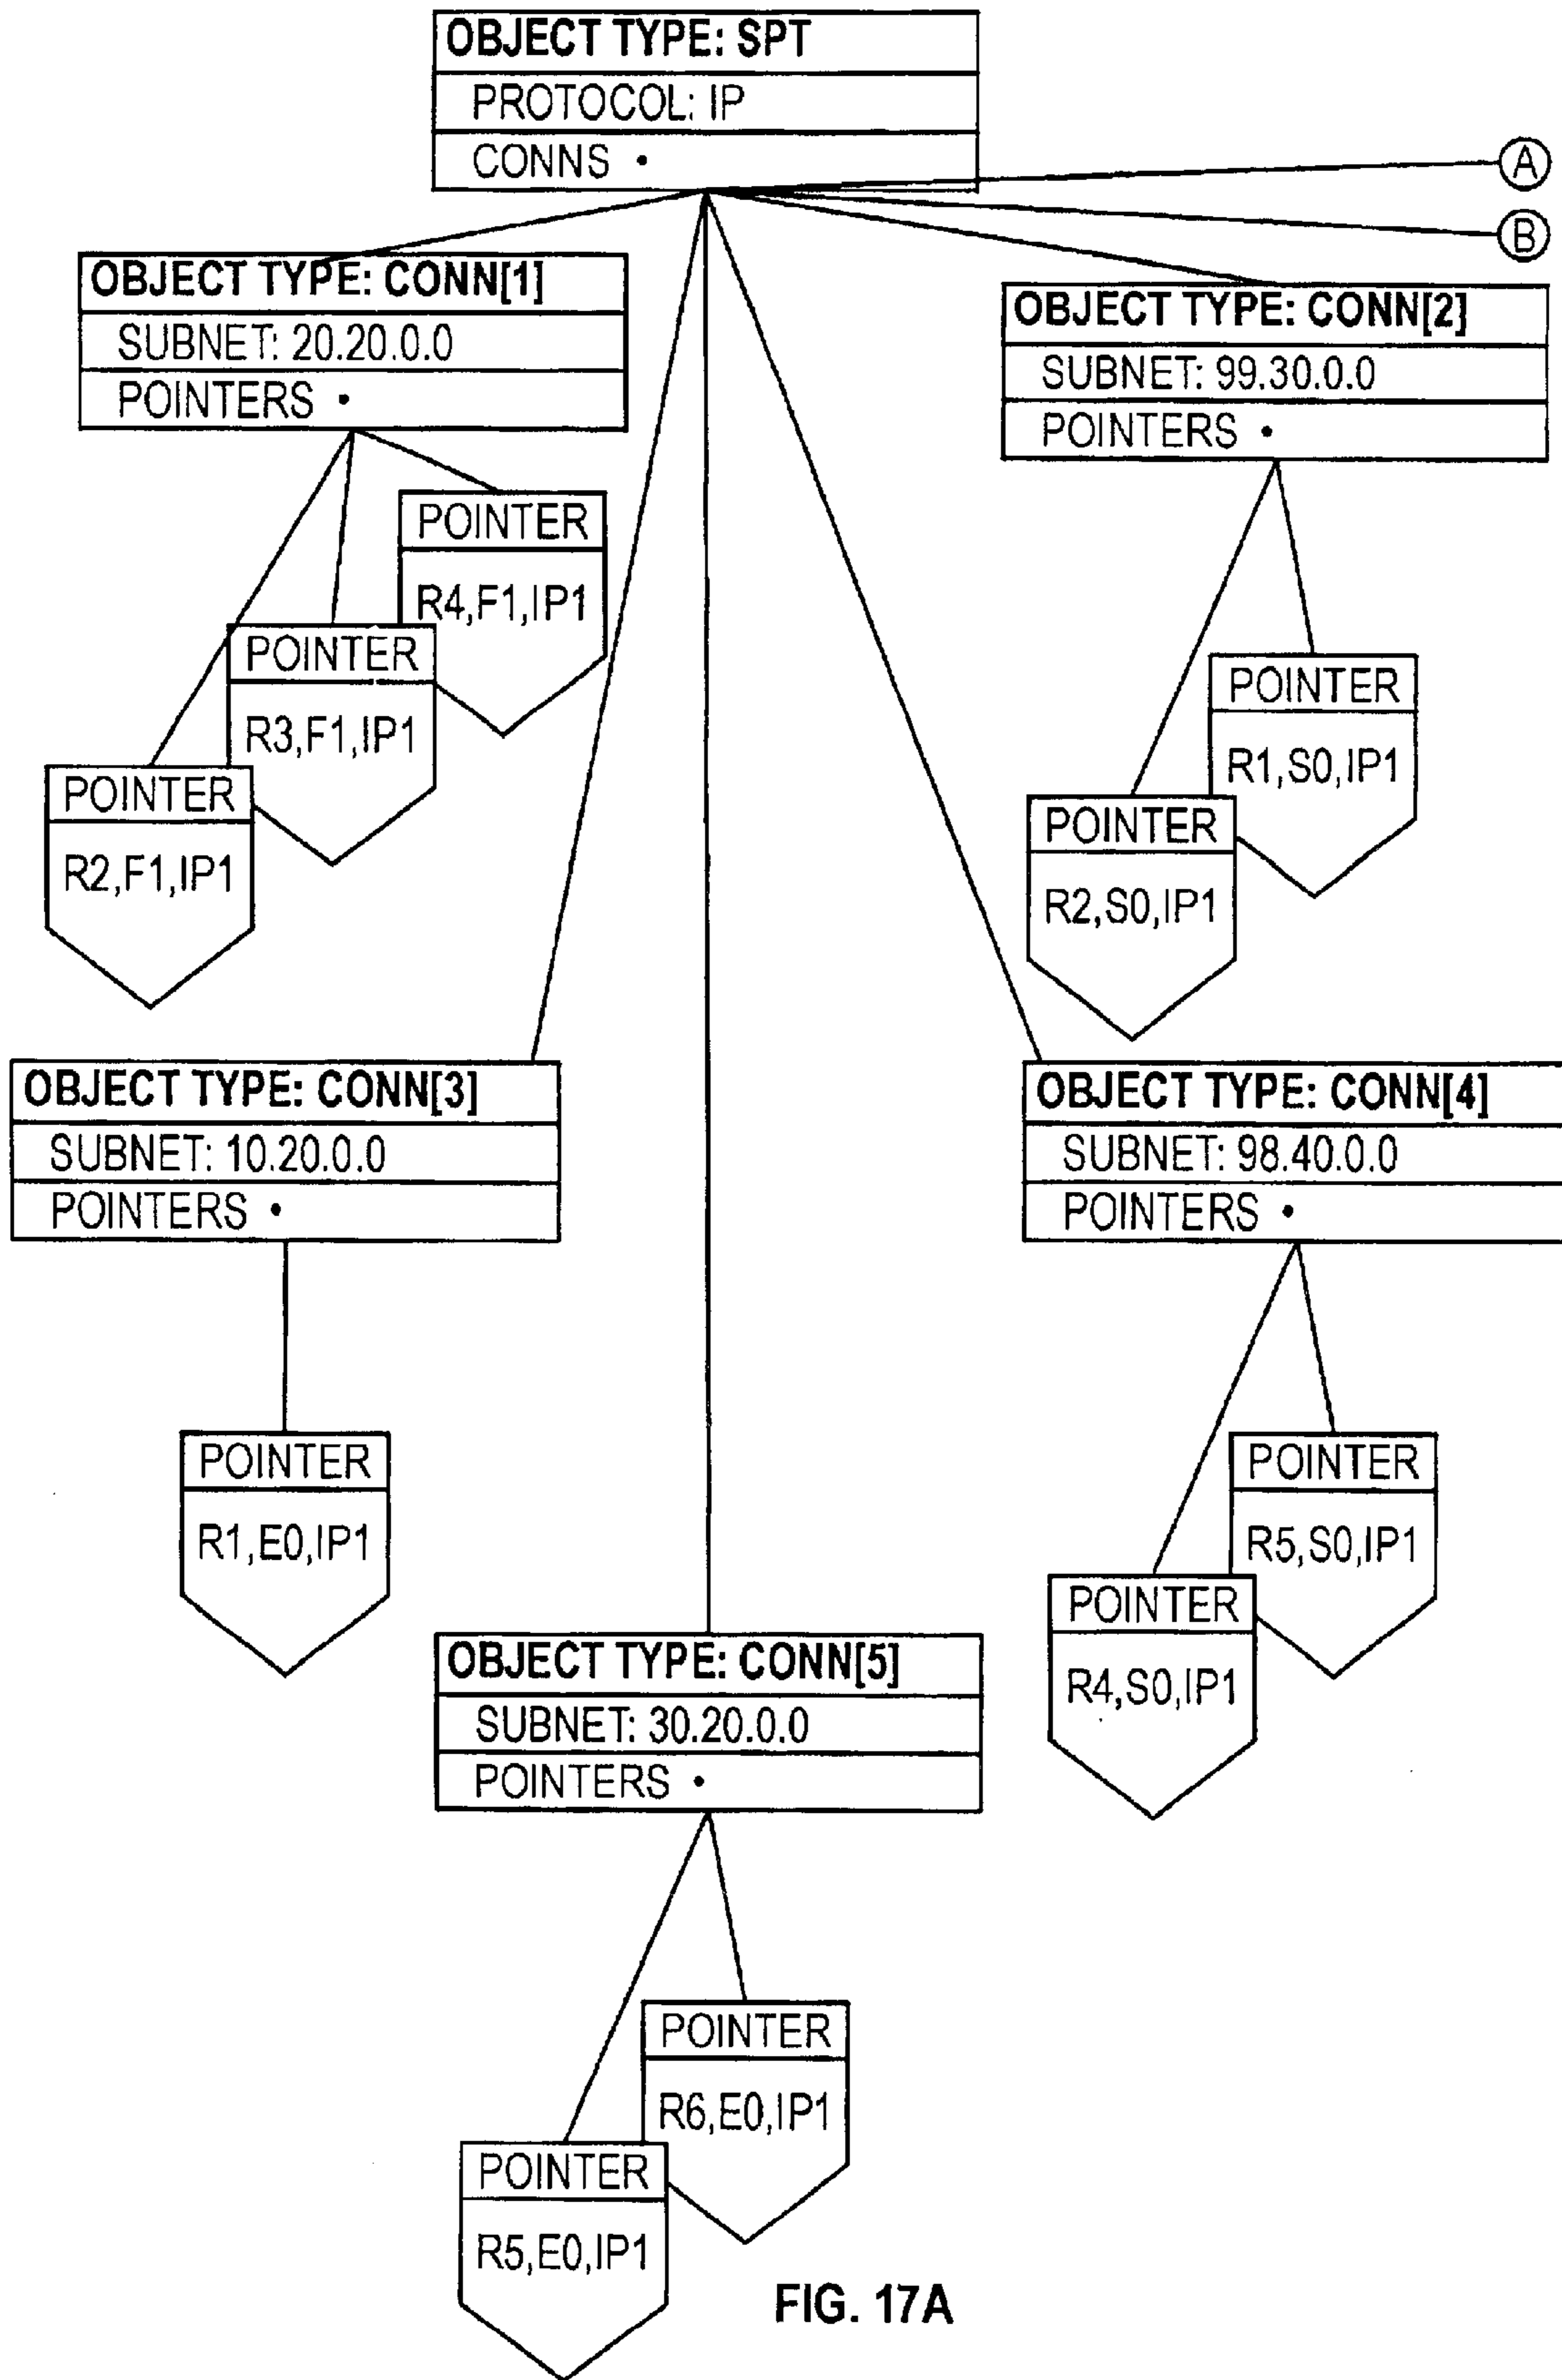 OBJECT TYPE: SPT
PROTOCOL: IP
CONNS •
A
B
OBJECT TYPE: CONN[1]
SUBNET: 20.20.0.0
POINTERS •
OBJECT TYPE: CONN[2]
SUBNET: 99.30.0.0
POINTERS •
POINTER
R4,F1,IP1
POINTER
R3,F1,IP1
POINTER
R2,F1,IP1
POINTER
R1,S0,IP1
POINTER
R2,S0,IP1
OBJECT TYPE: CONN[3]
SUBNET: 10.20.0.0
POINTERS •
OBJECT TYPE: CONN[4]
SUBNET: 98.40.0.0
POINTERS •
POINTER
R1,E0,IP1
POINTER
R5,S0,IP1
POINTER
R4,S0,IP1
OBJECT TYPE: CONN[5]
SUBNET: 30.20.0.0
POINTERS •
POINTER
R6,E0,IP1
POINTER
R5,E0,IP1
FIG. 17A